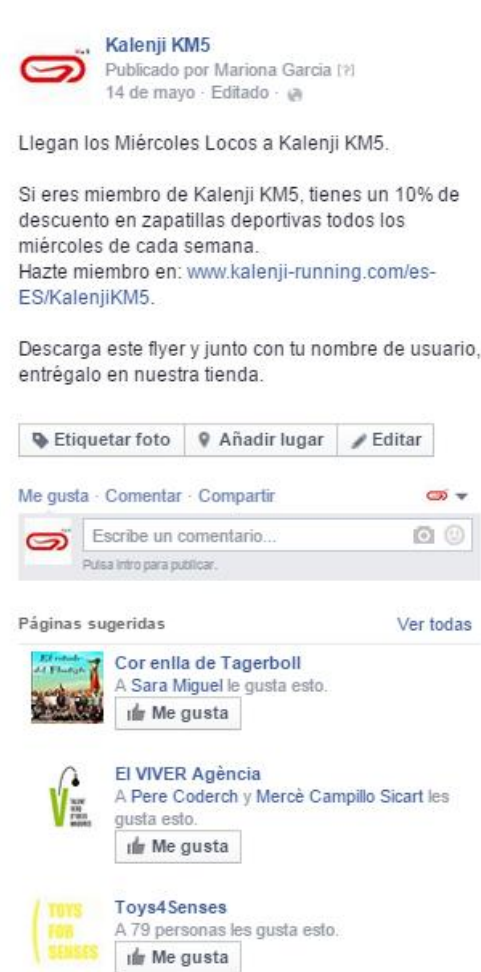 Kalenji KM5
Publicado por Mariona Garcia [?]
14 de mayo · Editado ·
Llegan los Miércoles Locos a Kalenji KM5.
Si eres miembro de Kalenji KM5, tienes un 10% de
descuento en zapatillas deportivas todos los
miércoles de cada semana.
Hazte miembro en: www.kalenji-running.com/es-
ES/KalenjiKM5.
Descarga este flyer y junto con tu nombre de usuario,
entrégalo en nuestra tienda.
Etiquetar foto Añadir lugar Editar
Me gusta · Comentar · Compartir
Escribe un comentario...
Pulsa Intro para publicar.
Páginas sugeridas Ver todas
Cor enlla de Tagerboll
A Sara Miguel le gusta esto.
Me gusta
El VIVER Agència
A Pere Coderch y Mercè Campillo Sicart les
gusta esto.
Me gusta
TOYS
FOR
SENSES
Toys4Senses
A 79 personas les gusta esto.
Me gusta